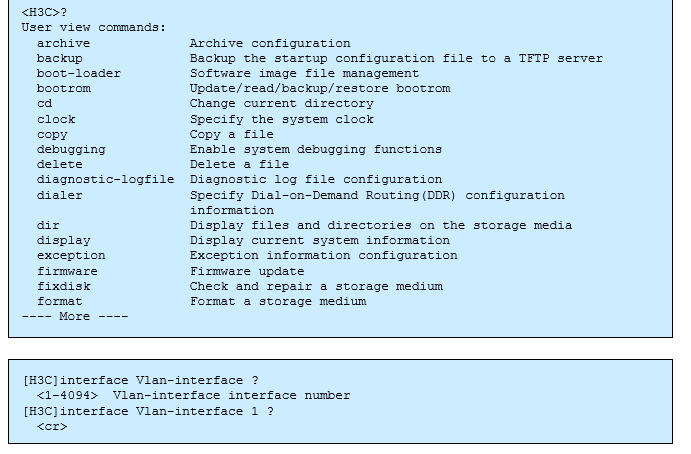 <H3C>?
User view commands:
  archive             Archive configuration
  backup              Backup the startup configuration file to a TFTP server
  boot-loader         Software image file management
  bootrom             Update/read/backup/restore bootrom
  cd                  Change current directory
  clock               Specify the system clock
  copy                Copy a file
  debugging           Enable system debugging functions
  delete              Delete a file
  diagnostic-logfile  Diagnostic log file configuration
  dialer              Specify Dial-on-Demand Routing(DDR) configuration
                      information
  dir                 Display files and directories on the storage media
  display             Display current system information
  exception           Exception information configuration
  firmware            Firmware update
  fixdisk             Check and repair a storage medium
  format              Format a storage medium
---- More ----
[H3C]interface Vlan-interface ?
  <1-4094>  Vlan-interface interface number
[H3C]interface Vlan-interface 1 ?
  <cr>